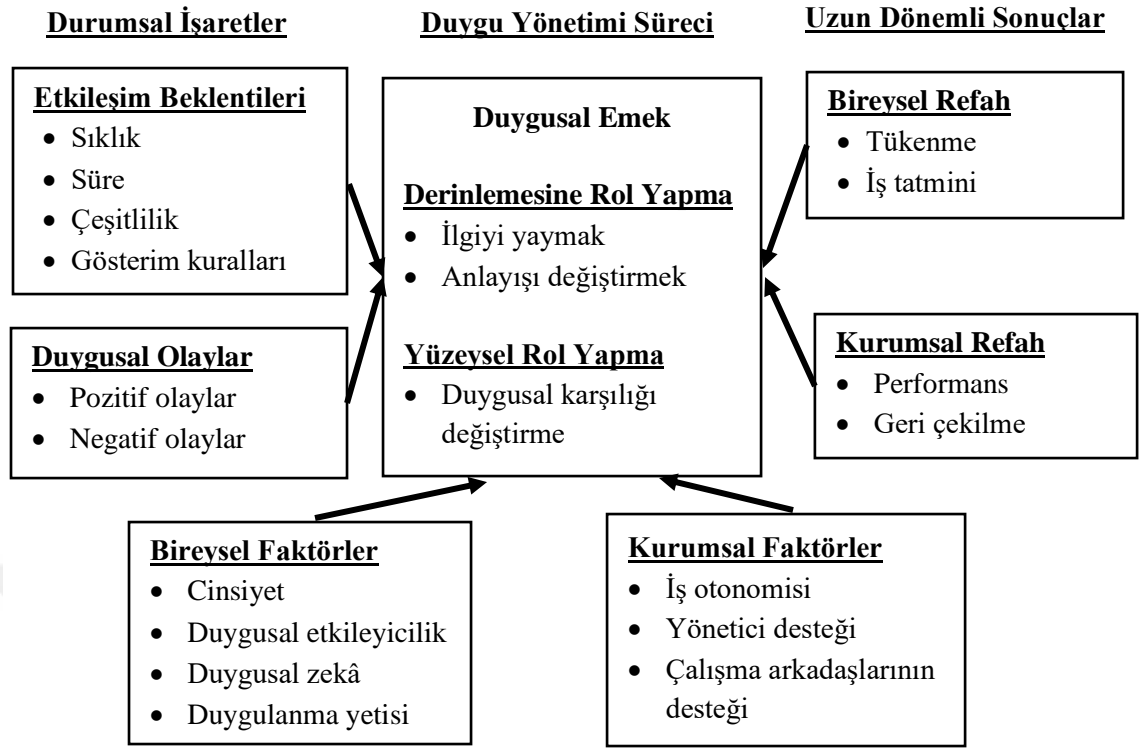 Durumsal İşaretler
Duygu Yönetimi Süreci
Uzun Dönemli Sonuçlar
Etkileşim Beklentileri
• Sıklık
• Süre
• Çeşitlilik
• Gösterim kuralları
Duygusal Olaylar
• Pozitif olaylar
• Negatif olaylar
Duygusal Emek
Derinlemesine Rol Yapma
• İlgiyi yaymak
• Anlayışı değiştirmek
Yüzeysel Rol Yapma
• Duygusal karşılığı
değiştirme
Bireysel Refah
• Tükenme
• İş tatmini
Kurumsal Refah
• Performans
• Geri çekilme
Bireysel Faktörler
• Cinsiyet
• Duygusal etkileyicilik
• Duygusal zekâ
• Duygulanma yetisi
Kurumsal Faktörler
• İş otonomisi
• Yönetici desteği
• Çalışma arkadaşlarının
desteği